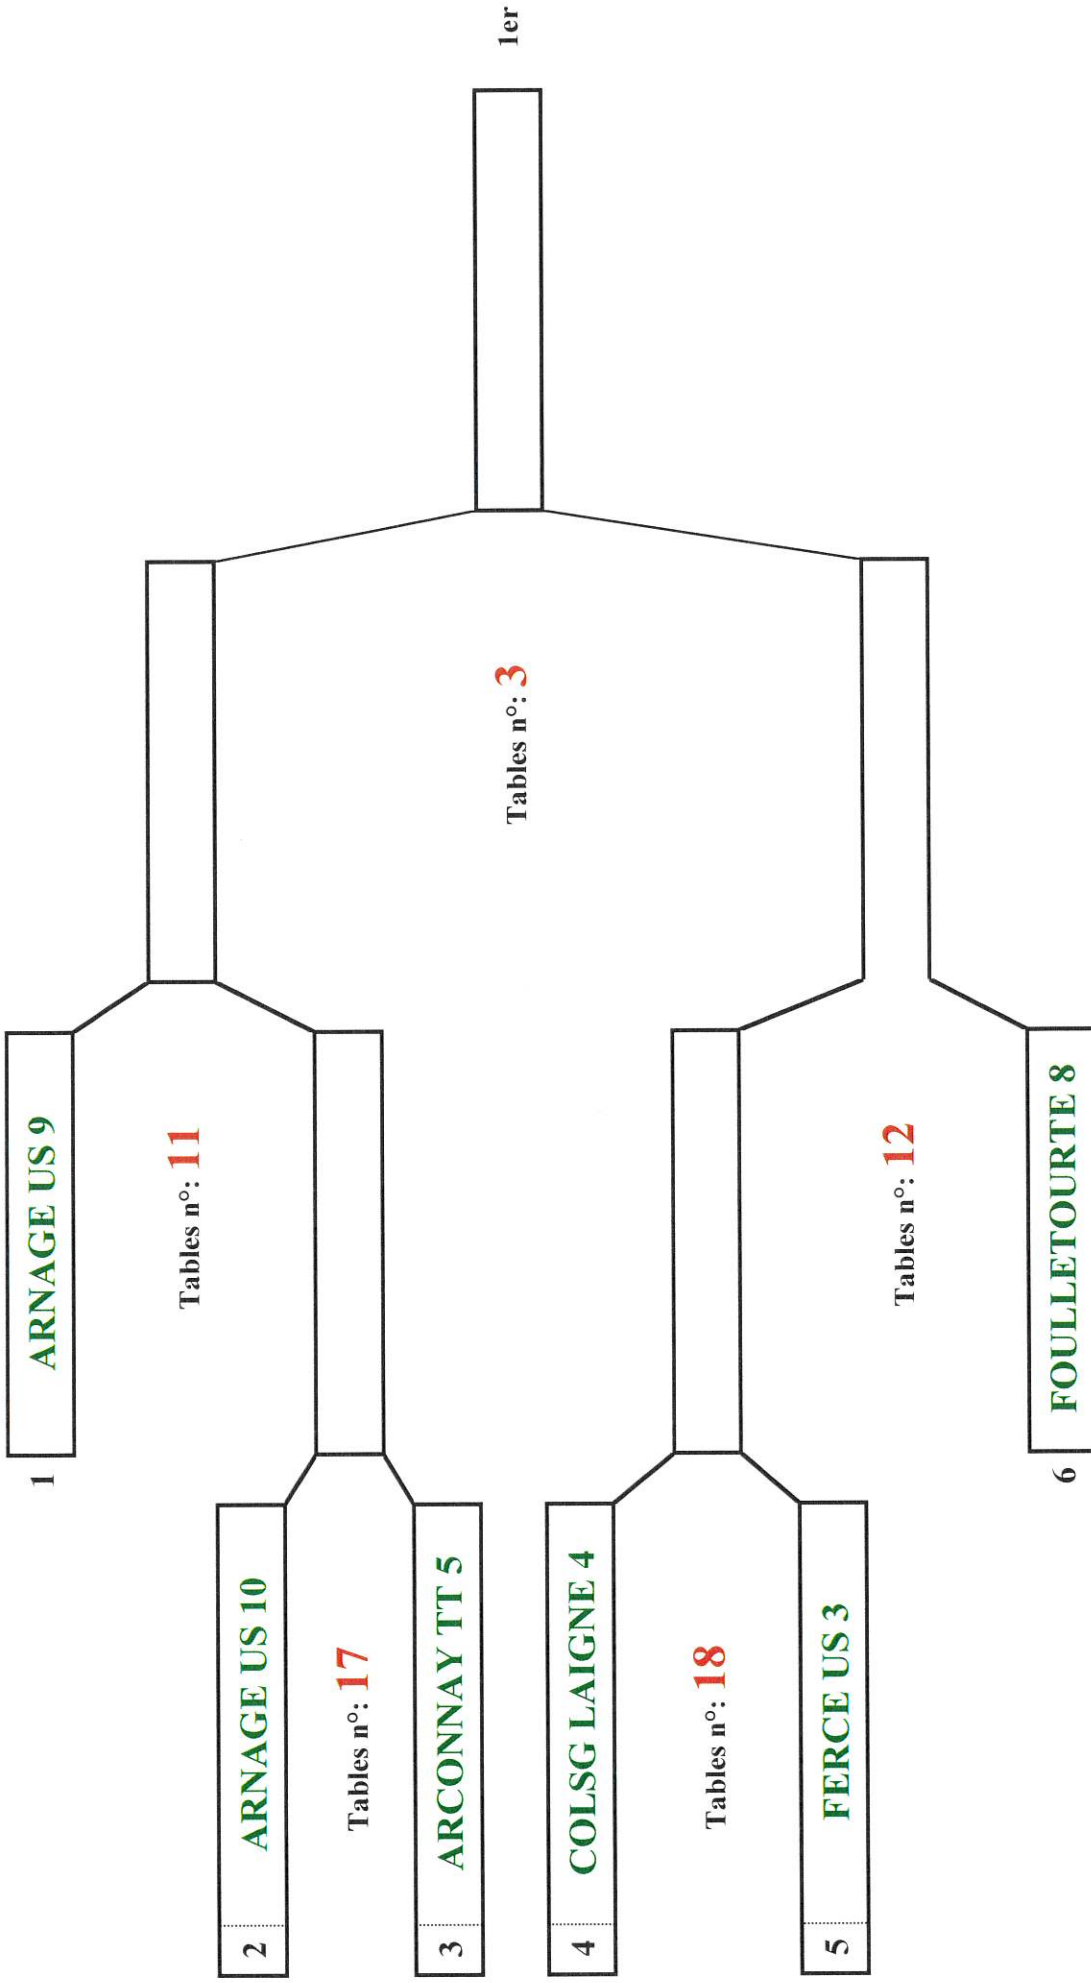 1 ARNAGE US 9
Tables n°: 11
2 ARNAGE US 10
Tables n°: 17
3 ARCONNAY TT 5
Tables n°: 3
1er
4 COLSG LAIGNE 4
Tables n°: 18
5 FERCE US 3
Tables n°: 12
6 FOULLETOURTE 8